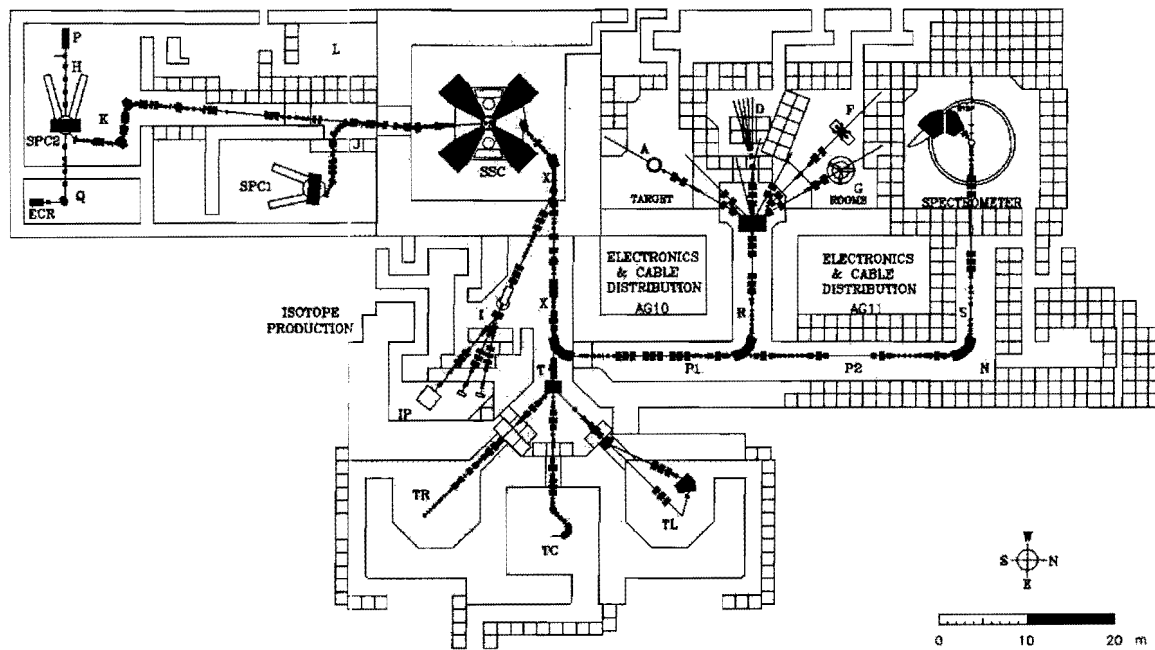 P
L
H
K
D
F
SPC2
J
A
SSC
SPC1
X
G
Q
ECR
TARGET
ROOMS
SPECTROMETER
ELECTRONICS
& CABLE
DISTRIBUTION
AG10
ELECTRONICS
& CABLE
DISTRIBUTION
AG11
ISOTOPE
PRODUCTION
I
X
R
S
T
P1
P2
N
IP
TR
TL
TC
W
S
N
E
0
10
20 m